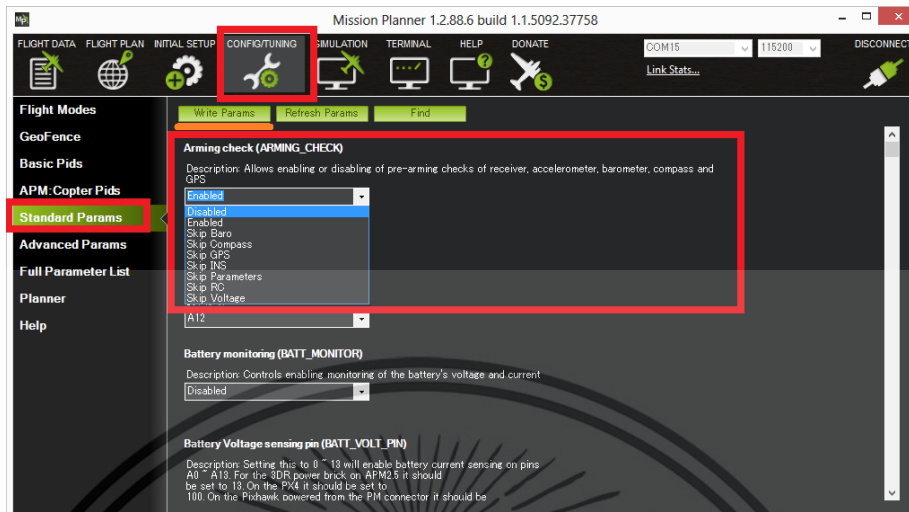 Mp
Mission Planner 1.2.88.6 build 1.1.5092.37758
FLIGHT DATA FLIGHT PLAN INITIAL SETUP CONFIG/TUNING SIMULATION TERMINAL HELP DONATE COM15 115200 DISCONNECT
Link Stats...
Flight Modes
GeoFence
Basic Pids
APM:Copter Pids
Standard Params
Advanced Params
Full Parameter List
Planner
Help
Write Params Refresh Params Find
Arming check (ARMING_CHECK)
Description: Allows enabling or disabling of pre-arming checks of receiver, accelerometer, barometer, compass and
GPS
Enabled
Disabled
Enabled
Skip Baro
Skip Compass
Skip GPS
Skip INS
Skip Parameters
Skip RC
Skip Voltage
A12
Battery monitoring (BATT_MONITOR)
Description: Controls enabling monitoring of the battery's voltage and current
Disabled
Battery Voltage sensing pin (BATT_VOLT_PIN)
Description: Setting this to 0 ~ 13 will enable battery current sensing on pins
A0 ~ A13. For the 3DR power brick on APM2.5 it should
be set to 13. On the PX4 it should be set to
100. On the Pixhawk powered from the PM connector it should be